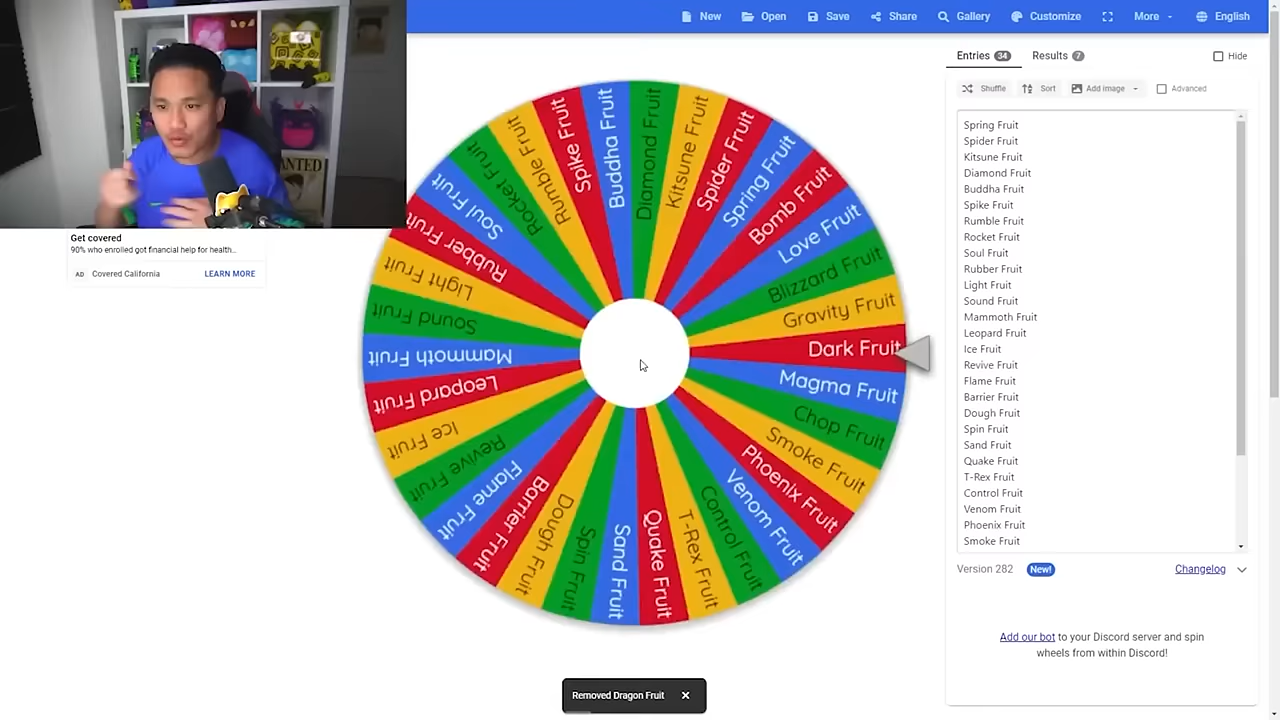 New
Open
Save
Share
Gallery
Customize
More
English
WANTED
Get covered
90% who enrolled got financial help for health...
AD Covered California LEARN MORE
Entries 34
Results 7
Hide
Shuffle
Sort
Add image
Advanced
Spring Fruit
Spider Fruit
Kitsune Fruit
Diamond Fruit
Buddha Fruit
Spike Fruit
Rumble Fruit
Rocket Fruit
Soul Fruit
Rubber Fruit
Light Fruit
Sound Fruit
Mammoth Fruit
Leopard Fruit
Ice Fruit
Revive Fruit
Flame Fruit
Barrier Fruit
Dough Fruit
Spin Fruit
Sand Fruit
Quake Fruit
T-Rex Fruit
Control Fruit
Venom Fruit
Phoenix Fruit
Smoke Fruit
Version 282
New!
Changelog
Add our bot to your Discord server and spin
wheels from within Discord!
Dark Fruit
Magma Fruit
Chop Fruit
Smoke Fruit
Phoenix Fruit
Venom Fruit
Control Fruit
T-Rex Fruit
Quake Fruit
Sand Fruit
Spin Fruit
Dough Fruit
Barrier Fruit
Flame Fruit
Revive Fruit
Ice Fruit
Leopard Fruit
Mammoth Fruit
Sound Fruit
Light Fruit
Rubber Fruit
Soul Fruit
Rocket Fruit
Rumble Fruit
Spike Fruit
Buddha Fruit
Diamond Fruit
Kitsune Fruit
Spider Fruit
Spring Fruit
Bomb Fruit
Love Fruit
Blizzard Fruit
Gravity Fruit
Removed Dragon Fruit